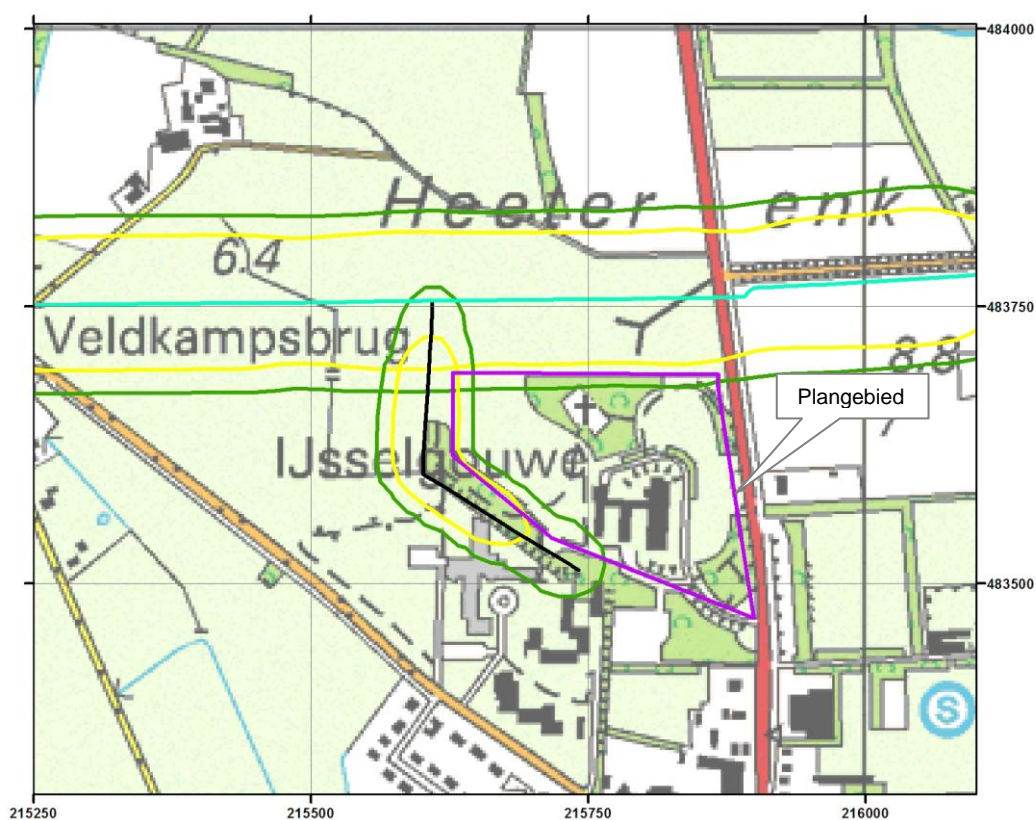 484000
Heeter enk
6.4
483750
Veldkampsbrug
8.8
Plangebied
IJsselgouwe
483500
S
215250 215500 215750 216000